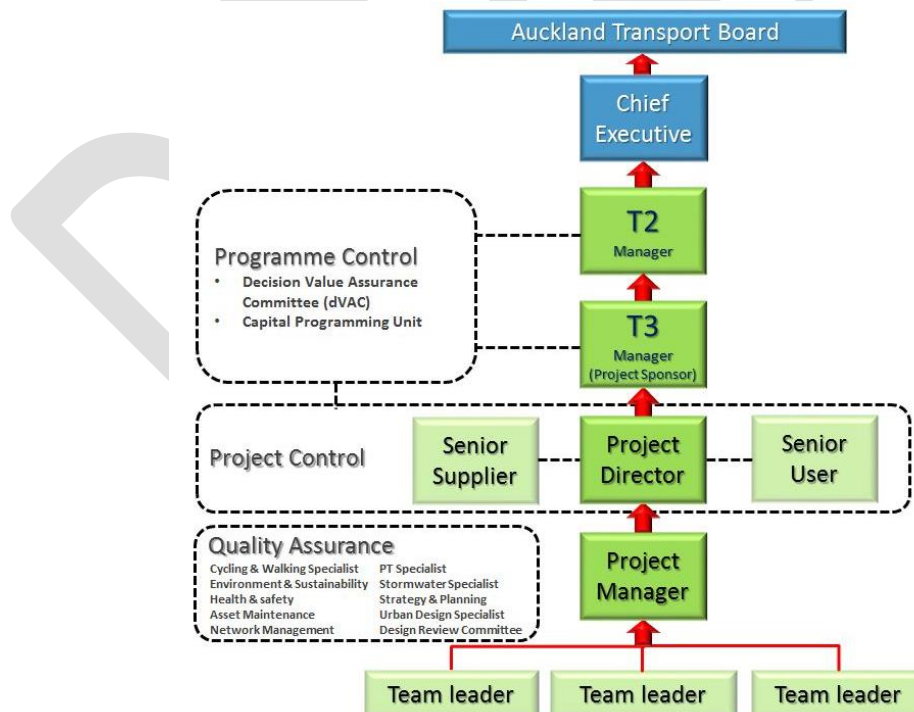 Auckland Transport Board
Chief
Executive
T2
Manager
Programme Control
• Decision Value Assurance
Committee (dVAC)
• Capital Programming Unit
T3
Manager
(Project Sponsor)
Project Control
Senior
Supplier
Project
Director
Senior
User
Quality Assurance
Cycling & Walking Specialist PT Specialist
Environment & Sustainability Stormwater Specialist
Health & safety Strategy & Planning
Asset Maintenance Urban Design Specialist
Network Management Design Review Committee
Project
Manager
Team leader Team leader Team leader